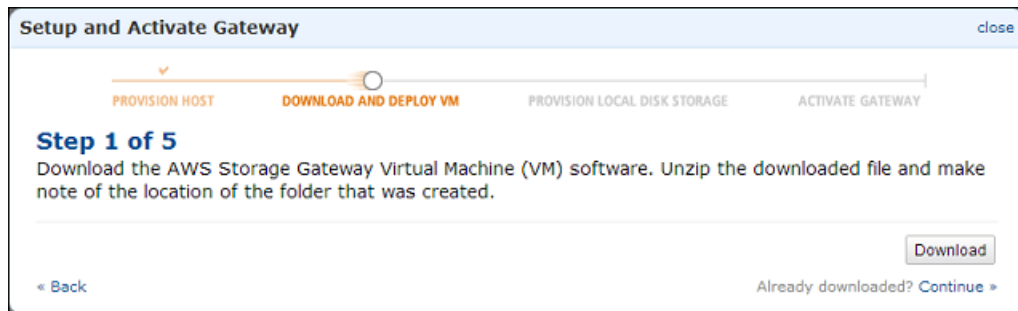 Setup and Activate Gateway
close
PROVISION HOST
DOWNLOAD AND DEPLOY VM
PROVISION LOCAL DISK STORAGE
ACTIVATE GATEWAY
Step 1 of 5
Download the AWS Storage Gateway Virtual Machine (VM) software. Unzip the downloaded file and make
note of the location of the folder that was created.
Download
« Back
Already downloaded? Continue »